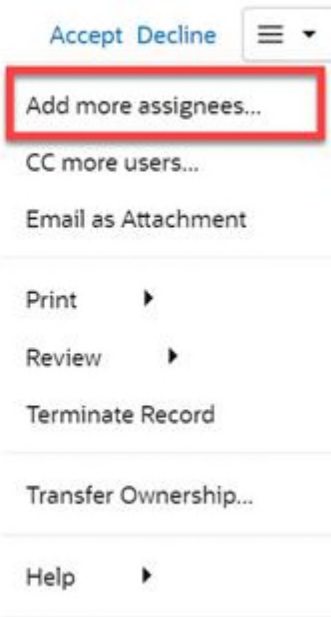 Accept Decline
Add more assignees...
CC more users...
Email as Attachment
Print
Review
Terminate Record
Transfer Ownership...
Help